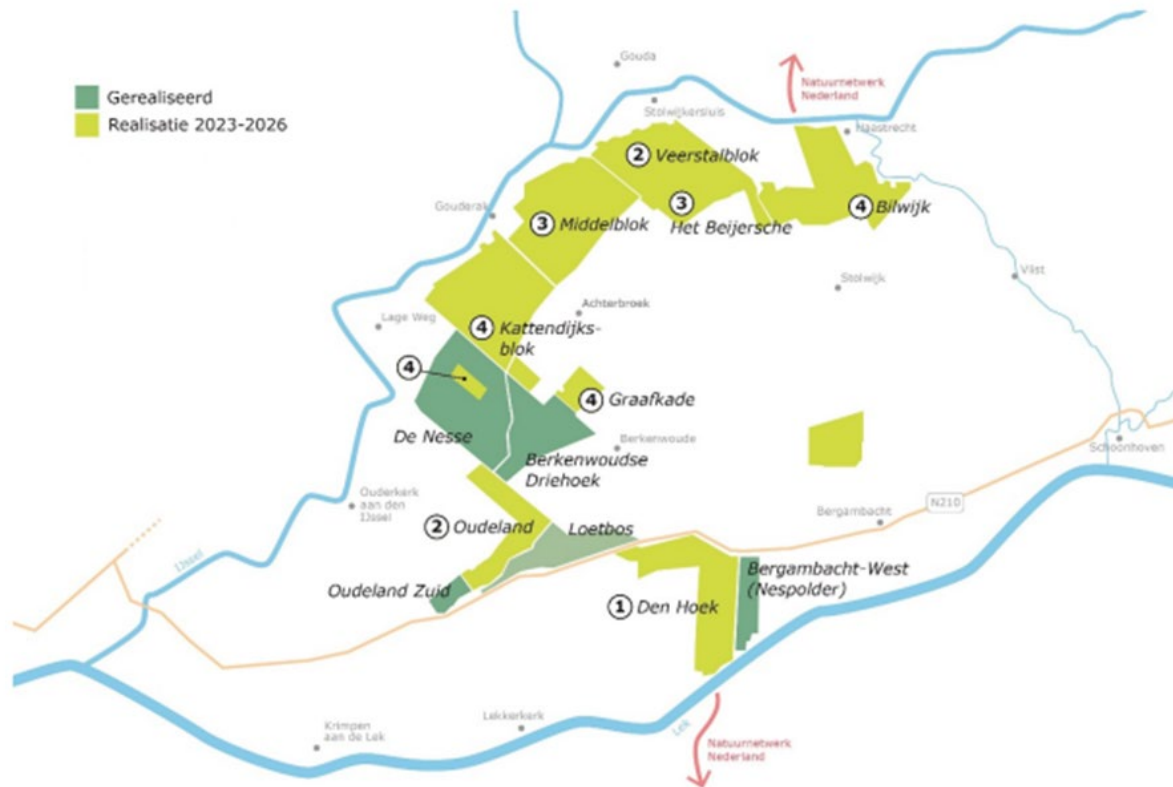 Gerealiseerd
Realisatie 2023-2026
Gouda
Stolwijkersluis
Natuurnetwerk
Nederland
Haastrecht
2 Veerstalblok
Gouderak
3 Middelblok
3
Het Beijersche
4 Bilwijk
Stolwijk
Vlist
Lage Weg
Achterbroek
4 Kattendijks-
blok
4
4 Graafkade
De Nesse
Berkenwoude
Berkenwoudse
Driehoek
Schoonhoven
Ouderkerk
aan den
IJssel
2 Oudeland
Loetbos
N210
Bergambacht
IJssel
Oudeland Zuid
Bergambacht-West
(Nespolder)
1 Den Hoek
Krimpen
aan de Lek
Lekkerkerk
Lek
Natuurnetwerk
Nederland